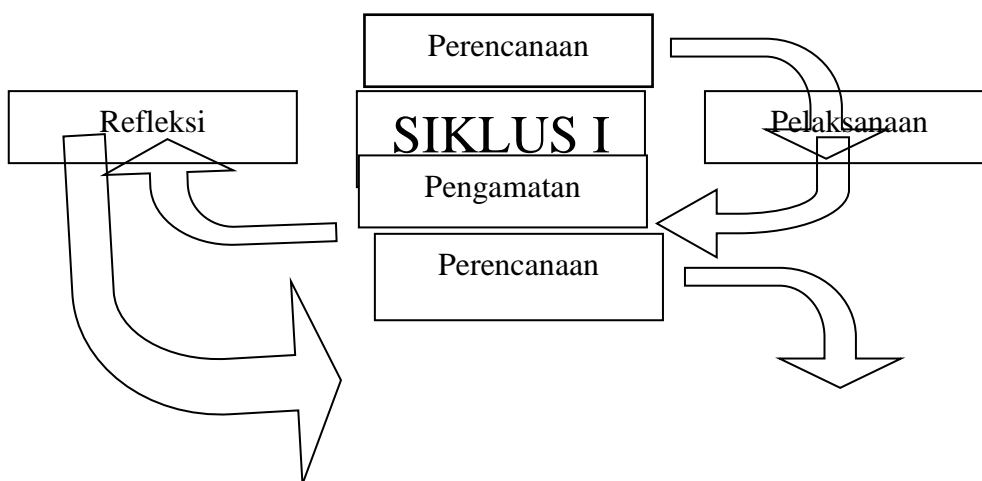 Perencanaan
Refleksi
SIKLUS I
Pelaksanaan
Pengamatan
Perencanaan